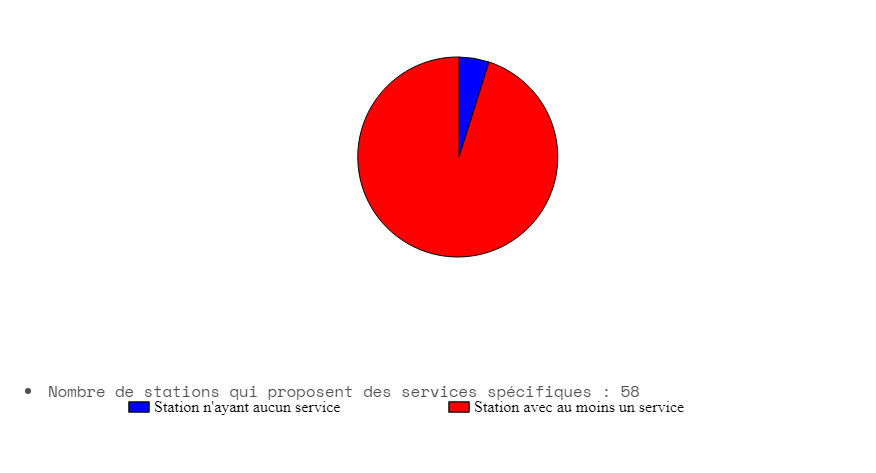 Nombre de stations qui proposent des services spécifiques : 58
Station n'ayant aucun service
Station avec au moins un service